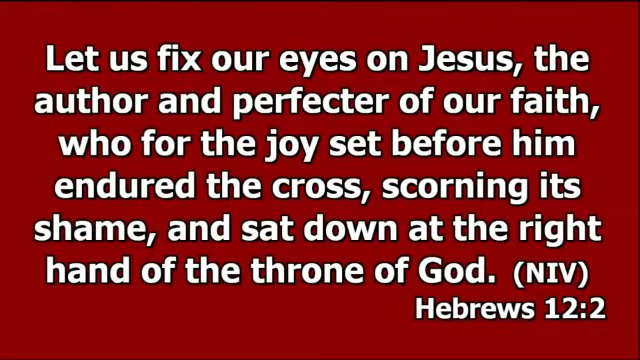 Let us fix our eyes on Jesus, the
author and perfecter of our faith,
who for the joy set before him
endured the cross, scorning its
shame, and sat down at the right
hand of the throne of God. (NIV)
Hebrews 12:2